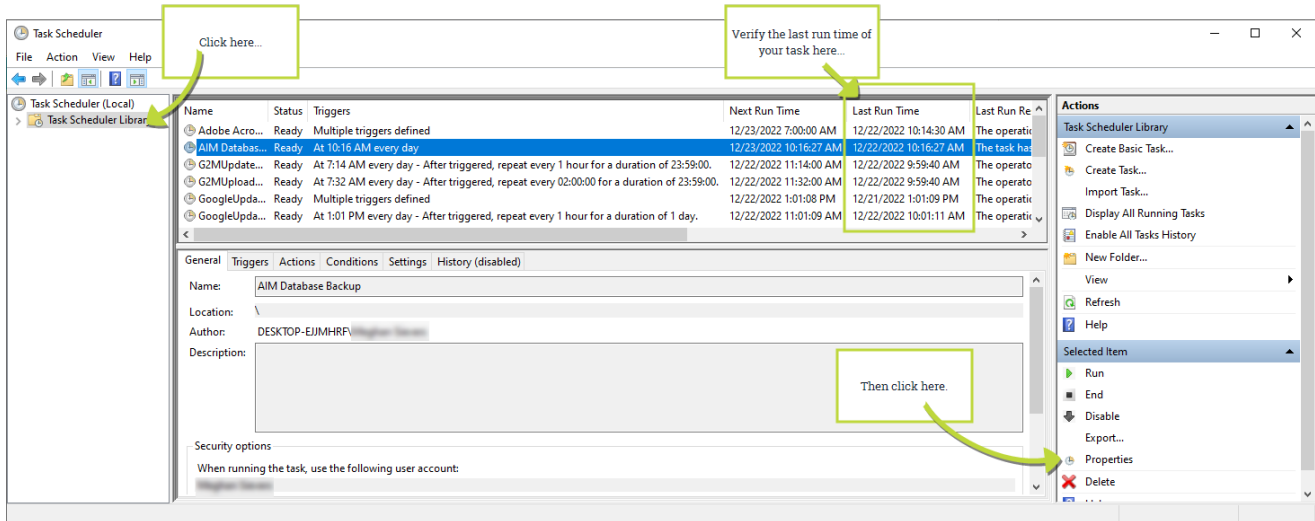 Task Scheduler
File Action View Help
Click here...
Verify the last run time of
your task here...
Task Scheduler (Local)
Task Scheduler Librar
Name Status Triggers Next Run Time Last Run Time Last Run Re
Adobe Acro... Ready Multiple triggers defined 12/23/2022 7:00:00 AM 12/22/2022 10:14:30 AM The operatic
AIM Databas... Ready At 10:16 AM every day 12/23/2022 10:16:27 AM 12/22/2022 10:16:27 AM The task has
G2MUpdate... Ready At 7:14 AM every day - After triggered, repeat every 1 hour for a duration of 23:59:00. 12/22/2022 11:14:00 AM 12/22/2022 9:59:40 AM The operato
G2MUpload... Ready At 7:32 AM every day - After triggered, repeat every 02:00:00 for a duration of 23:59:00. 12/22/2022 11:32:00 AM 12/22/2022 9:59:40 AM The operato
GoogleUpda... Ready Multiple triggers defined 12/22/2022 1:01:08 PM 12/21/2022 1:01:09 PM The operatic
GoogleUpda... Ready At 1:01 PM every day - After triggered, repeat every 1 hour for a duration of 1 day. 12/22/2022 11:01:09 AM 12/22/2022 10:01:11 AM The operatic
General Triggers Actions Conditions Settings History (disabled)
Name: AIM Database Backup
Location: \
Author: DESKTOP-EJJMHRF\
Description:
Security options
When running the task, use the following user account:
Then click here.
Actions
Task Scheduler Library
Create Basic Task...
Create Task...
Import Task...
Display All Running Tasks
Enable All Tasks History
New Folder...
View
Refresh
Help
Selected Item
Run
End
Disable
Export...
Properties
Delete